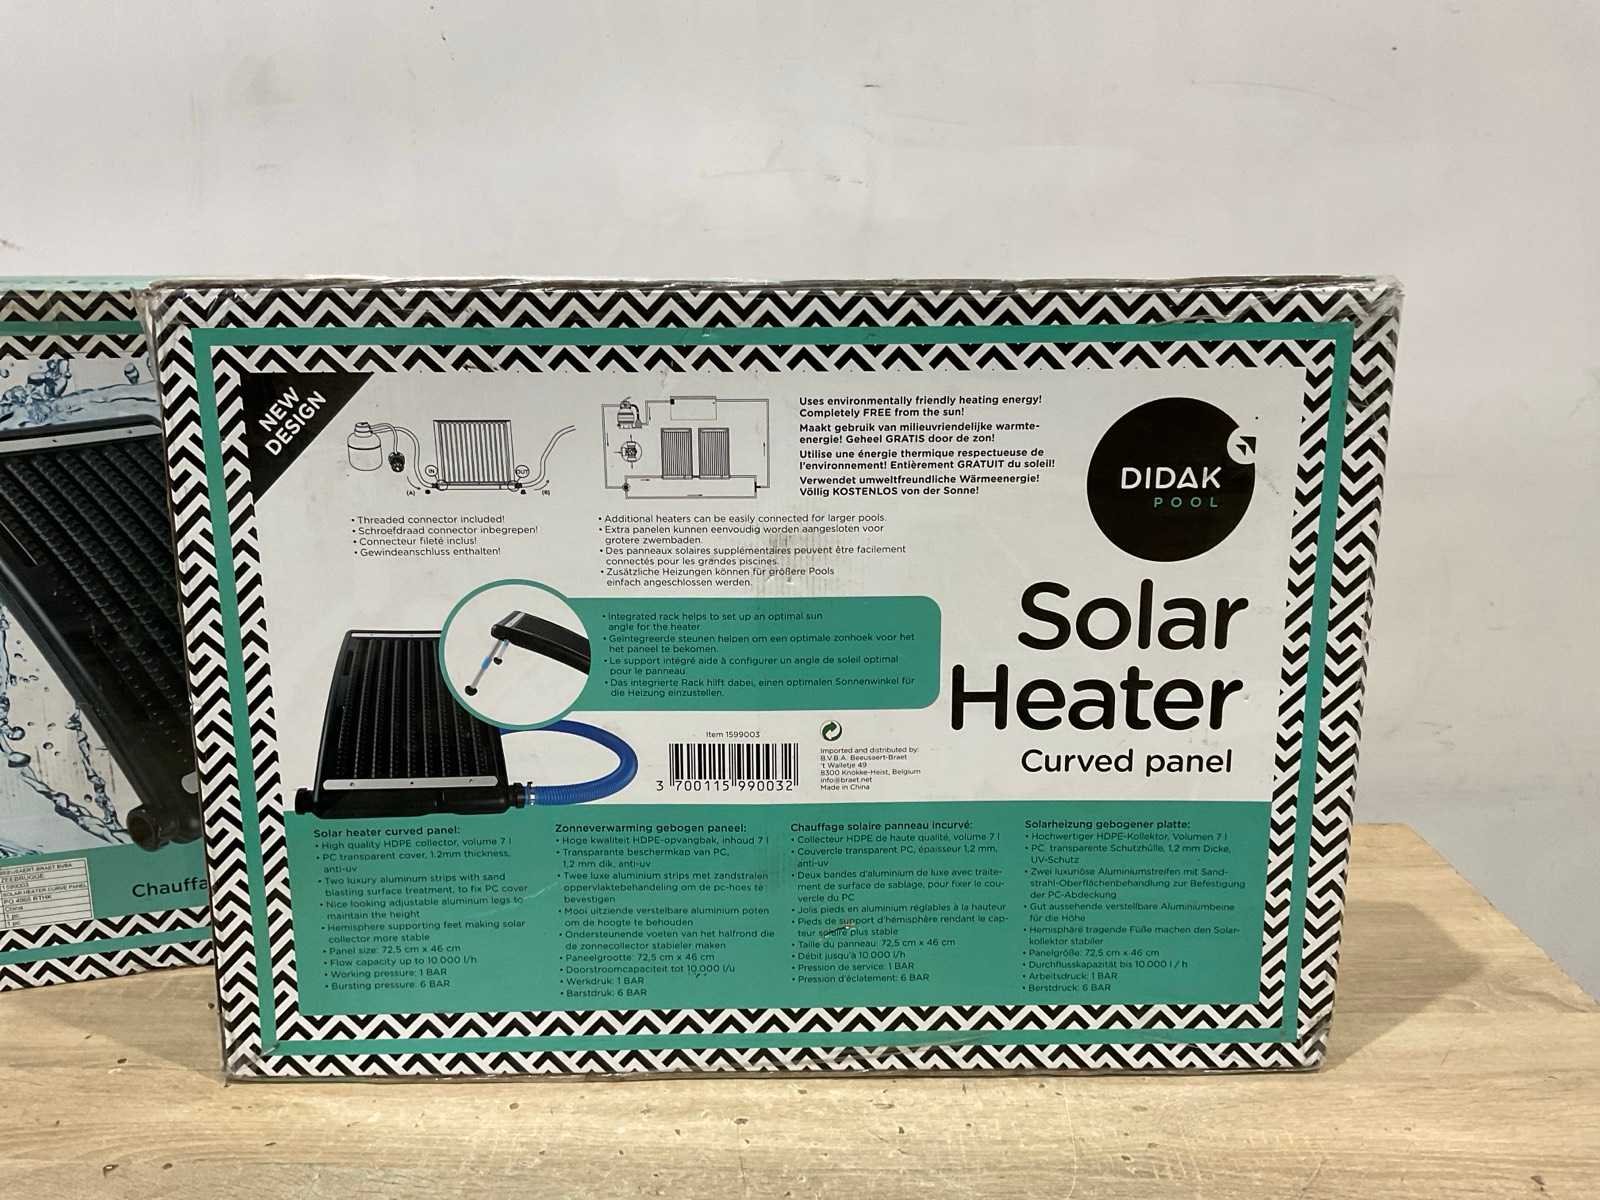 NEW
DESIGN
IN
OUT
(A)
(B)
• Threaded connector included!
• Schroefdraad connector inbegrepen!
• Connecteur fileté inclus!
• Gewindeanschluss enthalten!
Uses environmentally friendly heating energy!
Completely FREE from the sun!
Maakt gebruik van milieuvriendelijke warmte-
energie! Geheel GRATIS door de zon!
Utilise une énergie thermique respectueuse de
l'environnement! Entièrement GRATUIT du soleil!
Verwendet umweltfreundliche Wärmeenergie!
Völlig KOSTENLOS von der Sonne!
• Additional heaters can be easily connected for larger pools.
• Extra panelen kunnen eenvoudig worden aangesloten voor
grotere zwembaden.
• Des panneaux solaires supplémentaires peuvent être facilement
connectés pour les grandes piscines.
• Zusätzliche Heizungen können für größere Pools
einfach angeschlossen werden.
DIDAK
POOL
Solar
Heater
Curved panel
• Integrated rack helps to set up an optimal sun
angle for the heater.
• Geïntegreerde steunen helpen om een optimale zonhoek voor het
het paneel te bekomen.
• Le support intégré aide à configurer un angle de soleil optimal
pour le panneau.
• Das integrierte Rack hilft dabei, einen optimalen Sonnenwinkel für
die Heizung einzustellen.
Item 1599003
3 700115 990032
Imported and distributed by:
B.V.B.A. Beeusaert-Braet
't Walletje 49
8300 Knokke-Heist, Belgium
info@braet.net
Made in China
Solar heater curved panel:
• High quality HDPE collector, volume 7 l
• PC transparent cover, 1.2mm thickness,
anti-uv
• Two luxury aluminum strips with sand
blasting surface treatment, to fix PC cover
• Nice looking adjustable aluminum legs to
maintain the height
• Hemisphere supporting feet making solar
collector more stable
• Panel size: 72,5 cm x 46 cm
• Flow capacity up to 10.000 l/h
• Working pressure: 1 BAR
• Bursting pressure: 6 BAR
Zonneverwarming gebogen paneel:
• Hoge kwaliteit HDPE-opvangbak, inhoud 7 l
• Transparante beschermkap van PC,
1,2 mm dik, anti-uv
• Twee luxe aluminium strips met zandstralen
oppervlaktebehandeling om de pc-hoes te
bevestigen
• Mooi uitziende verstelbare aluminium poten
om de hoogte te behouden
• Ondersteunende voeten van het halfrond die
de zonnecollector stabieler maken
• Paneelgrootte: 72,5 cm x 46 cm
• Doorstroomcapaciteit tot 10.000 l/u
• Werkdruk: 1 BAR
• Barstdruk: 6 BAR
Chauffage solaire panneau incurvé:
• Collecteur HDPE de haute qualité, volume 7 l
• Couvercle transparent PC, épaisseur 1,2 mm,
anti-uv
• Deux bandes d'aluminium de luxe avec traite-
ment de surface de sablage, pour fixer le cou-
vercle du PC
• Jolis pieds en aluminium réglables à la hauteur
• Pieds de support d'hémisphère rendant le cap-
teur solaire plus stable
• Taille du panneau: 72,5 cm x 46 cm
• Débit jusqu'à 10.000 l/h
• Pression de service: 1 BAR
• Pression d'éclatement: 6 BAR
Solarheizung gebogener platte:
• Hochwertiger HDPE-Kollektor, Volumen 7 l
• PC, transparente Schutzhülle, 1,2 mm Dicke,
UV-Schutz
• Zwei luxuriöse Aluminiumstreifen mit Sand-
strahl-Oberflächenbehandlung zur Befestigung
der PC-Abdeckung
• Gut aussehende verstellbare Aluminiumbeine
für die Höhe
• Hemisphäre tragende Füße machen den Solar-
kollektor stabiler
• Panelgröße: 72,5 cm x 46 cm
• Durchflusskapazität bis 10.000 l / h
• Arbeitsdruck: 1 BAR
• Berstdruck: 6 BAR
BEEUSAERT-BRAET BVBA
ZEEBRUGGE
1599003
SOLAR HEATER CURVE PANEL
China
1 pc
1 pc
Chauffa